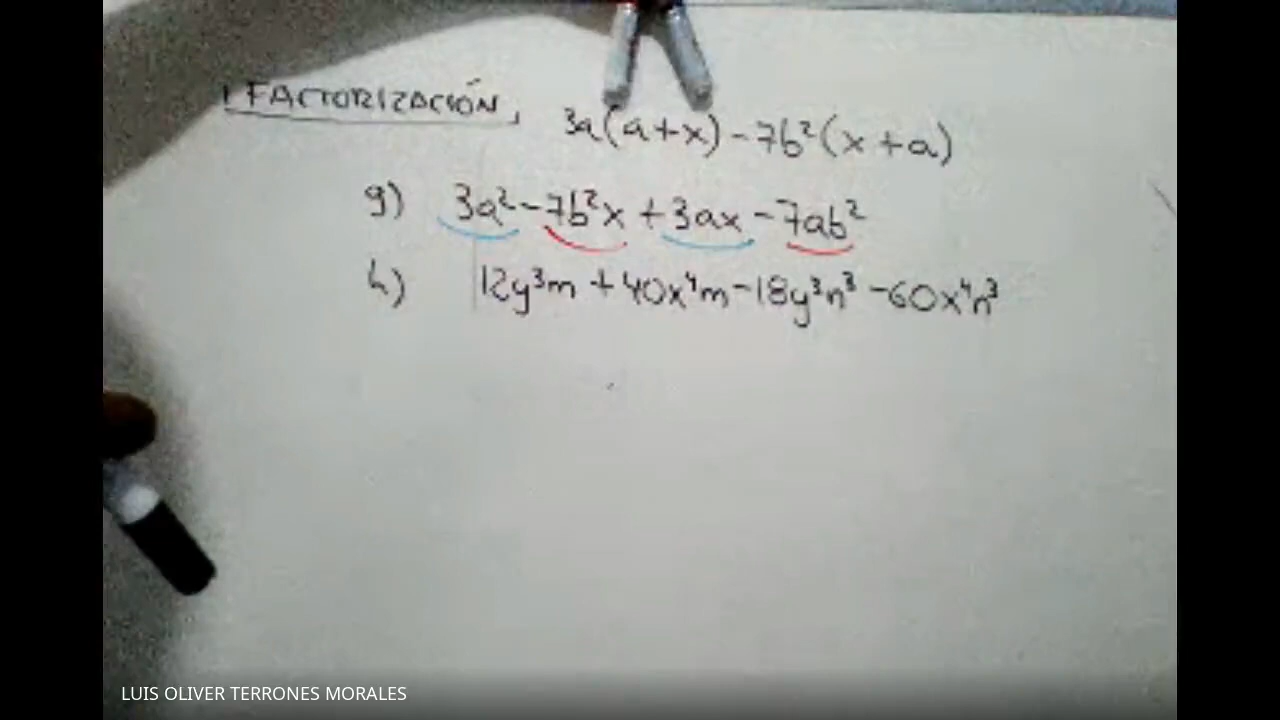 FACTORIZACIÓN
3a(a+x)-7b²(x+a)
g) 3a²-7b²x+3ax-7ab²
h) 12y³m+40x⁴m-18y³n³-60x⁴n³
LUIS OLIVER TERRONES MORALES